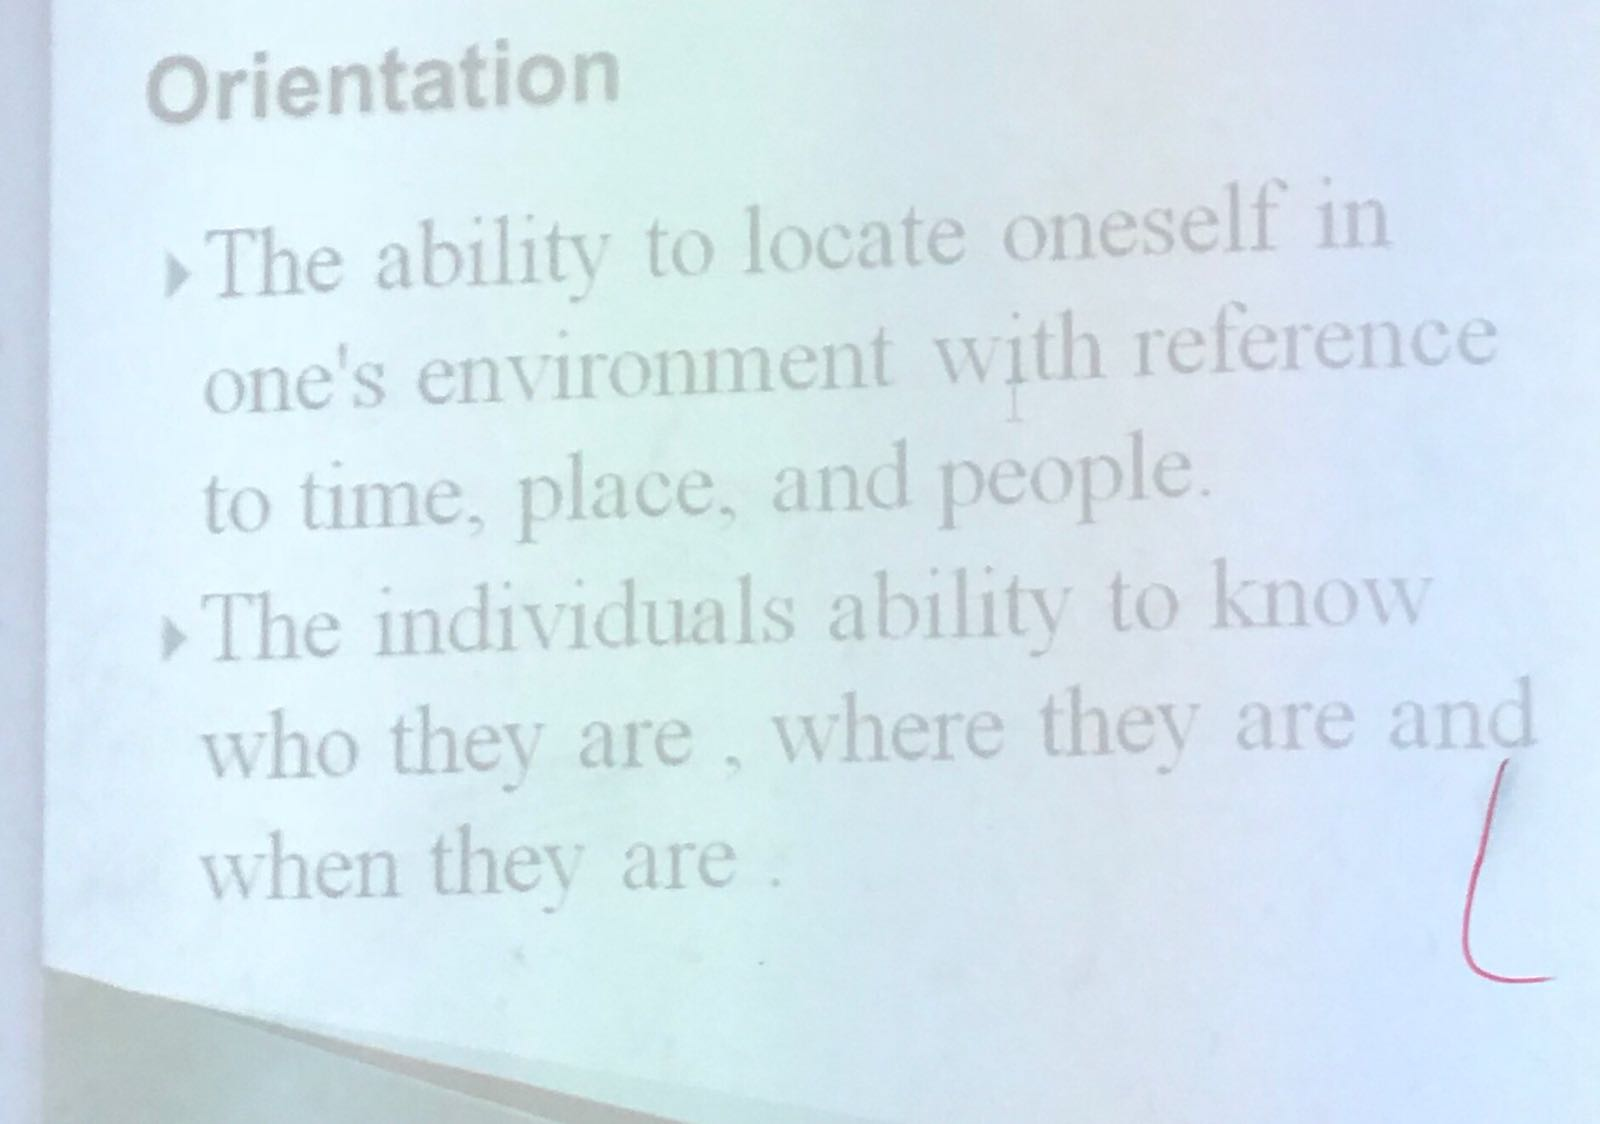 Orientation
The ability to locate oneself in
one's environment with reference
to time, place, and people.
The individuals ability to know
who they are , where they are and
when they are .